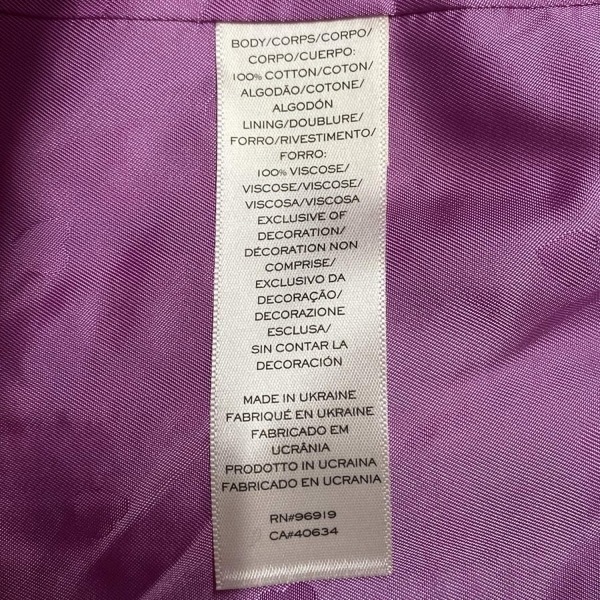 BODY/CORPS/CORPO/
CORPO/CUERPO:
100% COTTON/COTON/
ALGODÃO/COTONE/
ALGODÓN
LINING/DOUBLURE/
FORRO/RIVESTIMENTO/
FORRO:
100% VISCOSE/
VISCOSE/VISCOSE/
VISCOSA/VISCOSA
EXCLUSIVE OF
DECORATION/
DÉCORATION NON
COMPRISE/
EXCLUSIVO DA
DECORAÇÃO/
DECORAZIONE
ESCLUSA/
SIN CONTAR LA
DECORACIÓN
MADE IN UKRAINE
FABRIQUÉ EN UKRAINE
FABRICADO EM
UCRÂNIA
PRODOTTO IN UCRAINA
FABRICADO EN UCRANIA
RN#96919
CA#40634